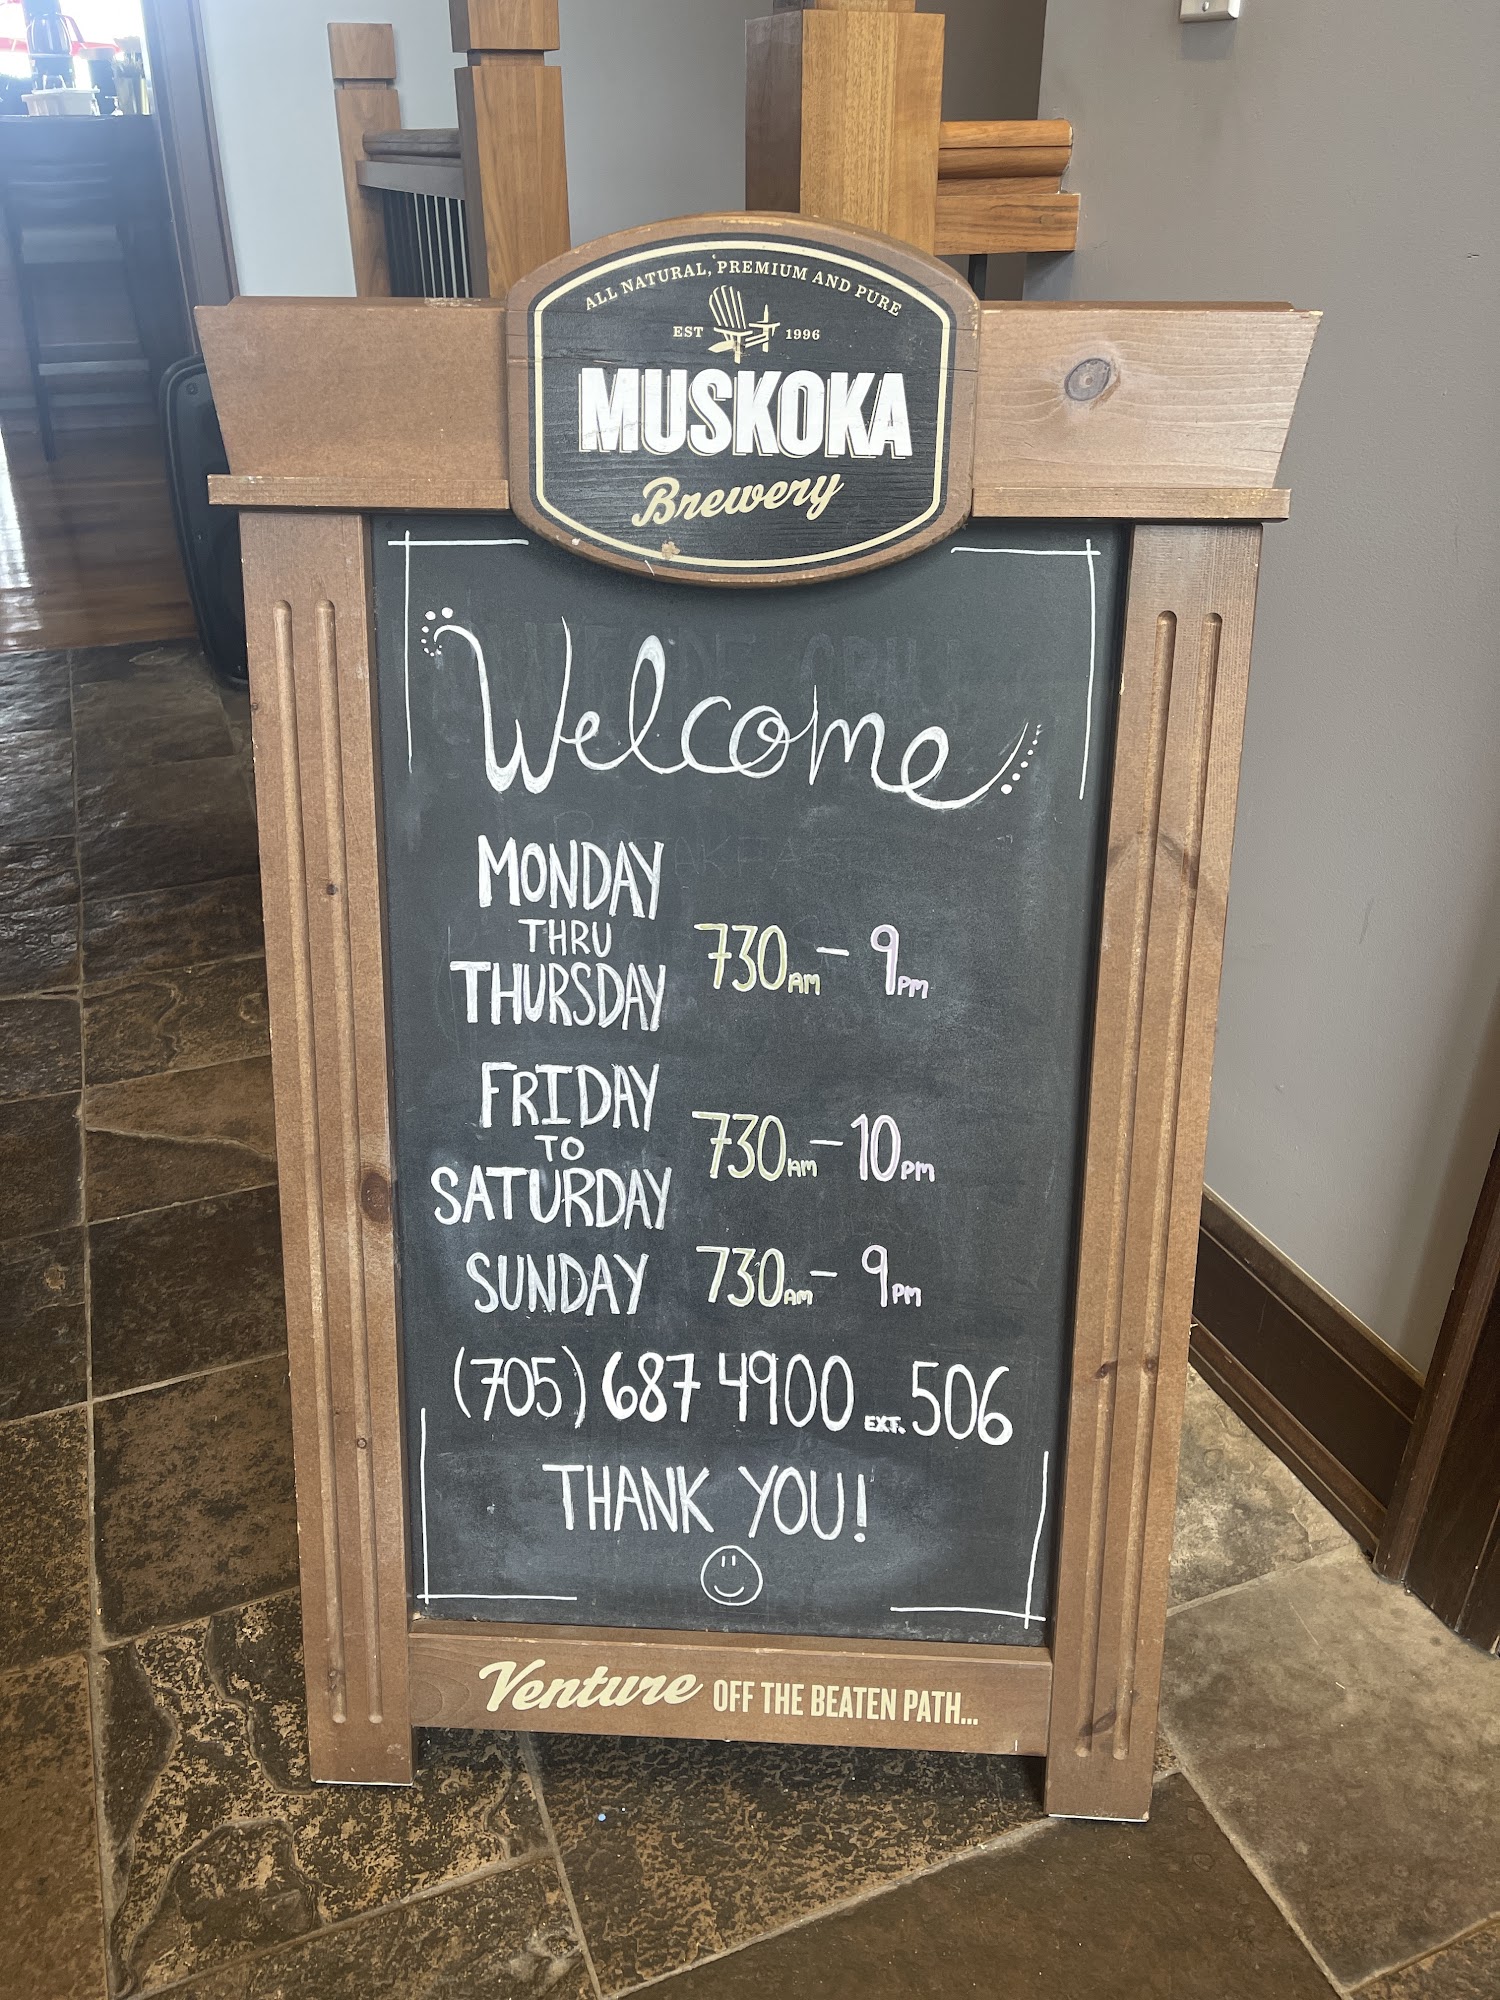 ALL NATURAL, PREMIUM AND PURE
EST 1996
MUSKOKA
Brewery
Welcome
MONDAY
THRU
THURSDAY
730AM - 9PM
FRIDAY
TO
SATURDAY
730AM - 10PM
SUNDAY 730AM - 9PM
(705) 687 4900 EXT. 506
THANK YOU!
Venture OFF THE BEATEN PATH...